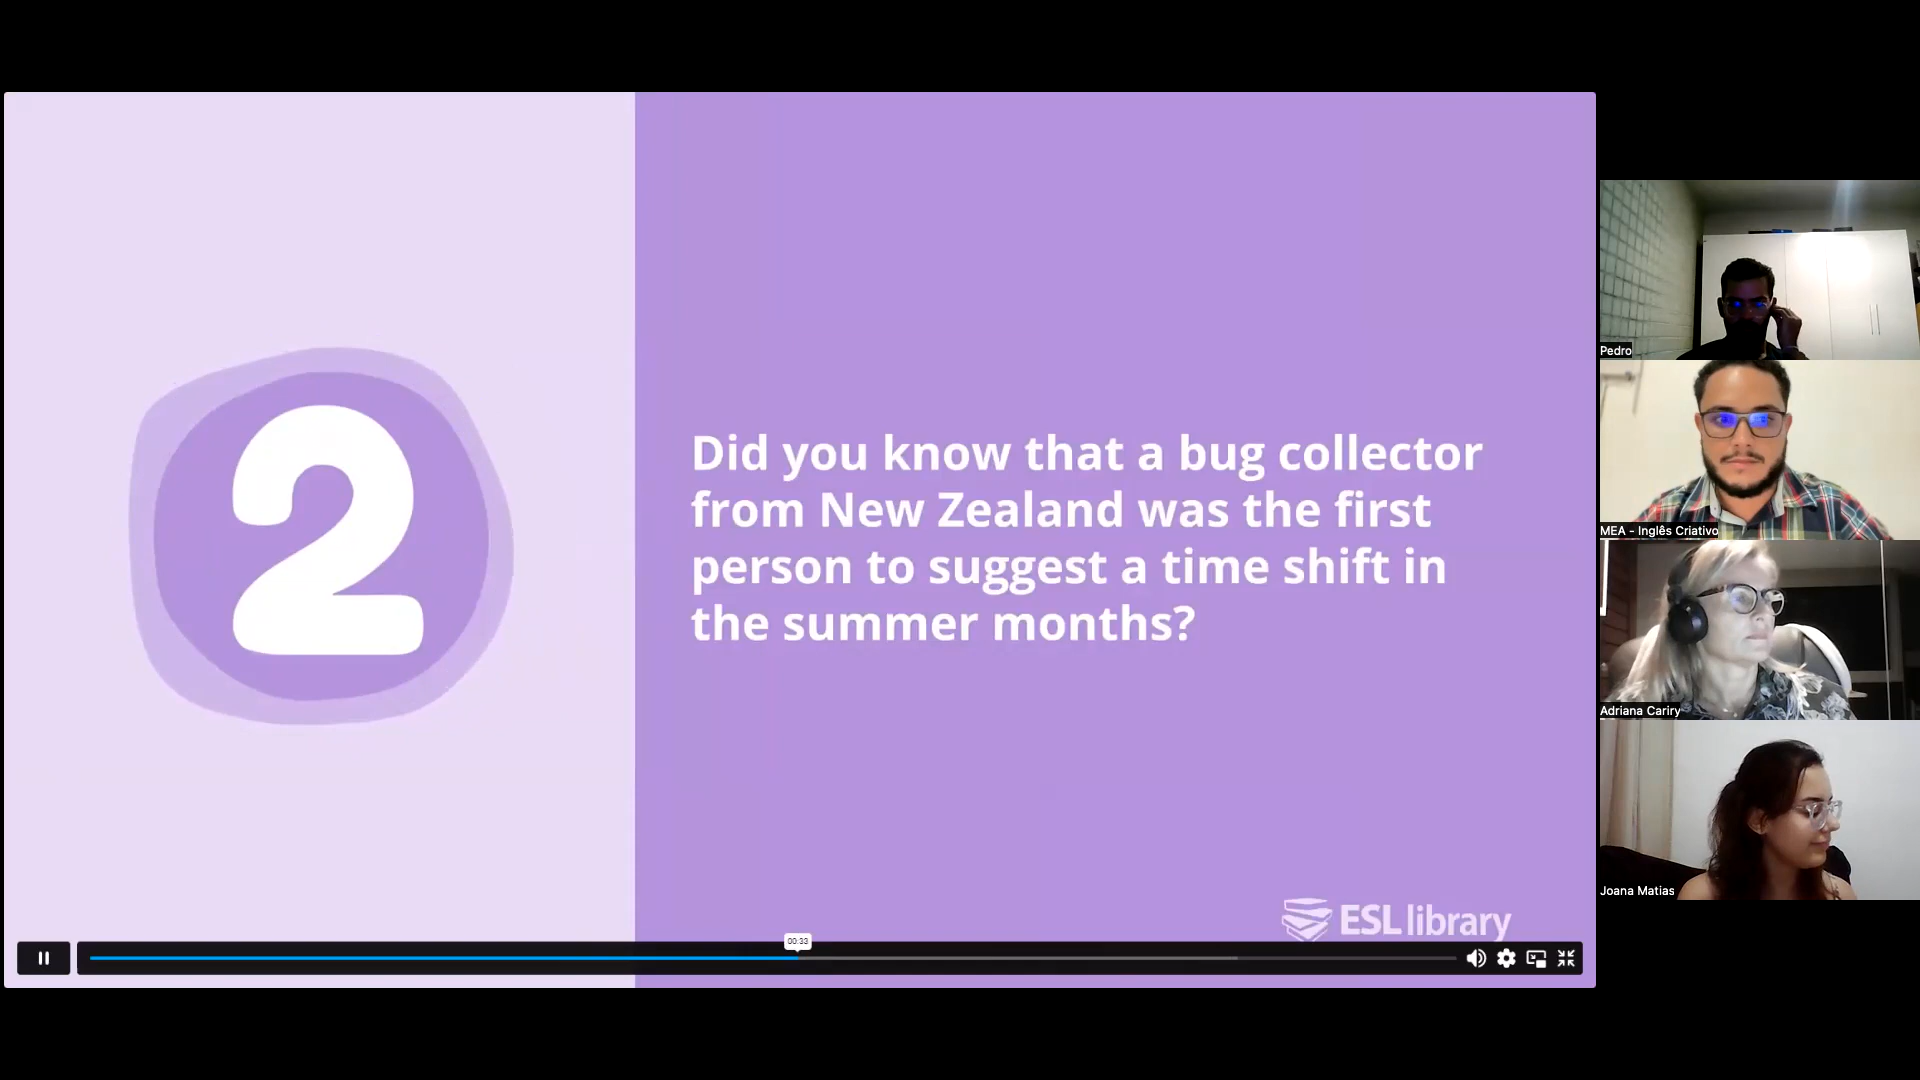 2
Did you know that a bug collector
from New Zealand was the first
person to suggest a time shift in
the summer months?
ESL library
00:33
Pedro
MEA - Inglês Criativo
Adriana Cariry
Joana Matias